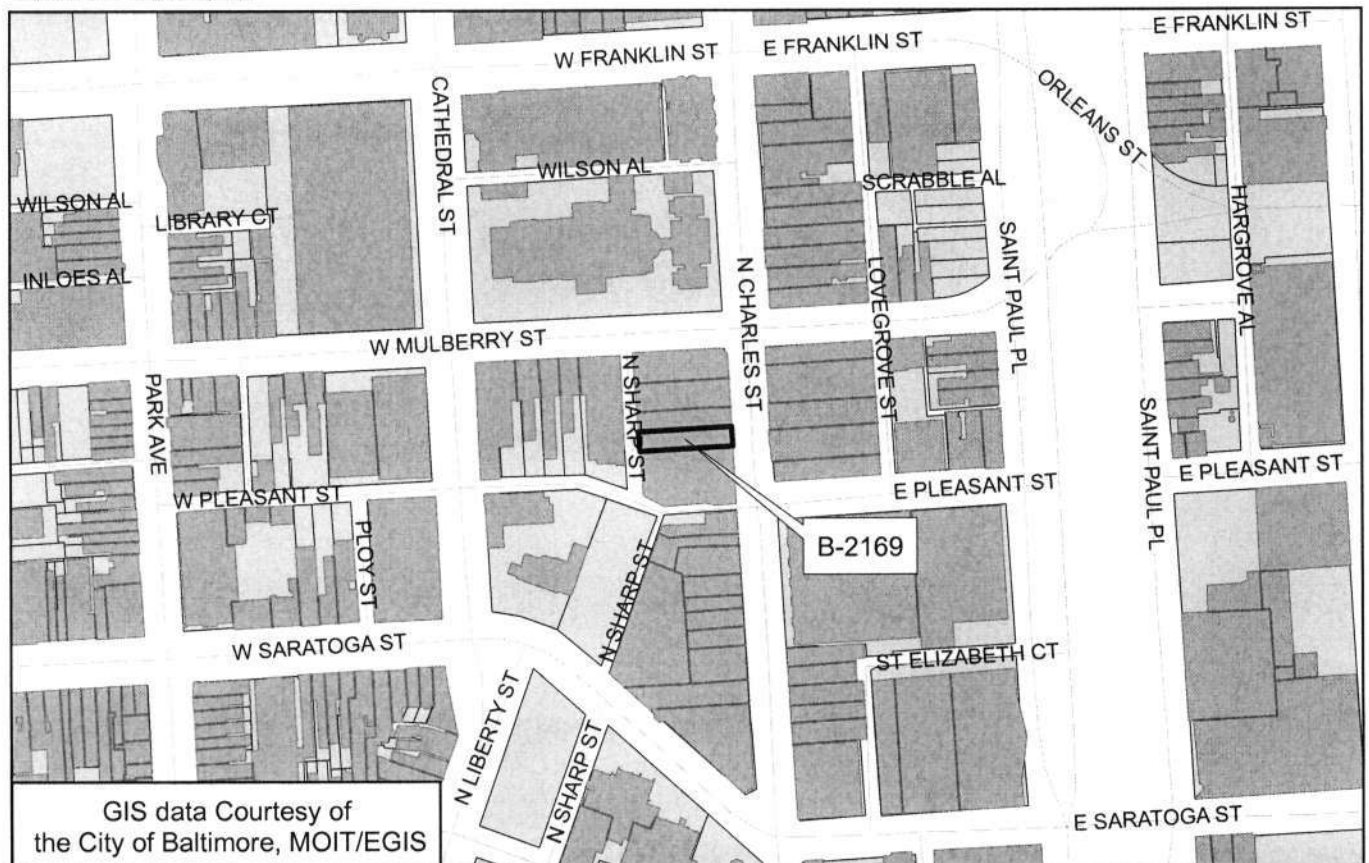 E FRANKLIN ST
E FRANKLIN ST
W FRANKLIN ST
ORLEANS ST
CATHEDRAL ST
WILSON AL
SCRABBLE AL
WILSON AL
LIBRARY CT
HARGROVE AL
SAINT PAUL PL
INLOES AL
LOVEGROVE ST
N CHARLES ST
W MULBERRY ST
N SHARP ST
PARK AVE
SAINT PAUL PL
E PLEASANT ST
E PLEASANT ST
W PLEASANT ST
PLOY ST
B-2169
N SHARP ST
W SARATOGA ST
ST ELIZABETH CT
N LIBERTY ST
N SHARP ST
E SARATOGA ST
GIS data Courtesy of
the City of Baltimore, MOIT/EGIS